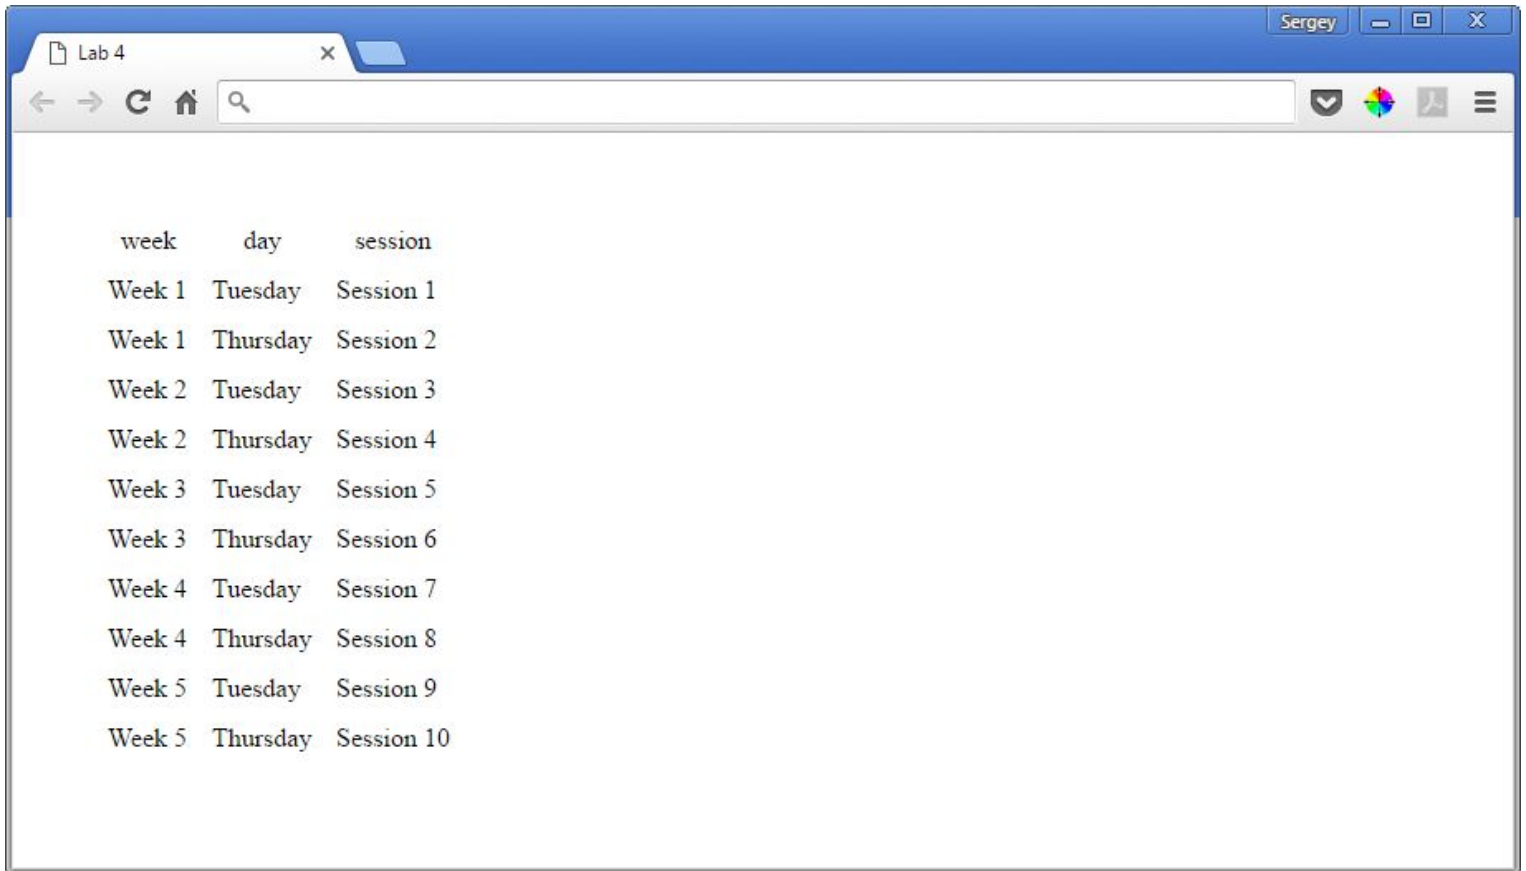 Sergey
Lab 4
week day session
Week 1 Tuesday Session 1
Week 1 Thursday Session 2
Week 2 Tuesday Session 3
Week 2 Thursday Session 4
Week 3 Tuesday Session 5
Week 3 Thursday Session 6
Week 4 Tuesday Session 7
Week 4 Thursday Session 8
Week 5 Tuesday Session 9
Week 5 Thursday Session 10